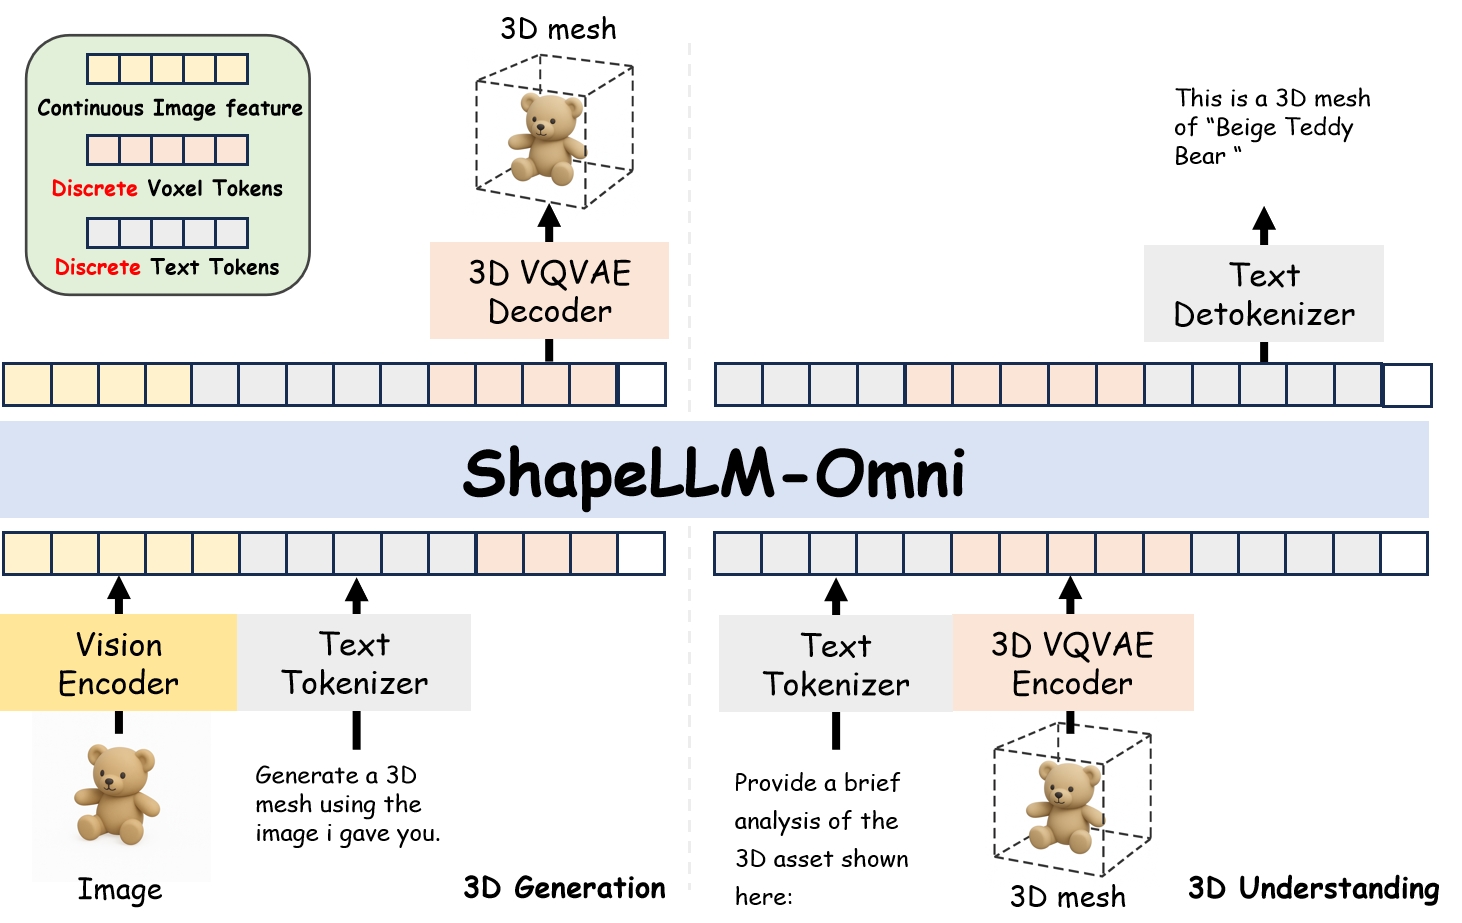 Continuous Image feature
Discrete Voxel Tokens
Discrete Text Tokens
3D mesh
3D VQVAE
Decoder
This is a 3D mesh
of “Beige Teddy
Bear “
Text
Detokenizer
ShapeLLM-Omni
Vision
Encoder
Text
Tokenizer
Image
Generate a 3D
mesh using the
image i gave you.
3D Generation
Text
Tokenizer
3D VQVAE
Encoder
Provide a brief
analysis of the
3D asset shown
here:
3D mesh
3D Understanding